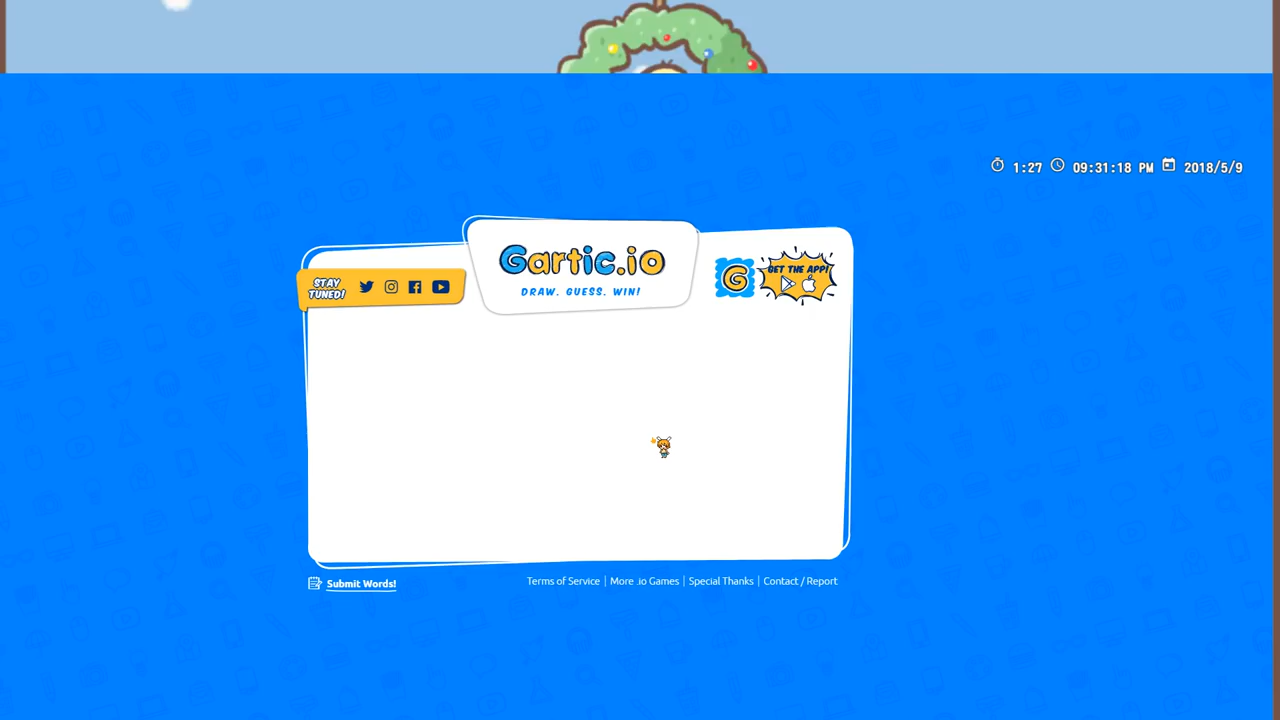 1:27 09:31:18 PM 2018/5/9
Gartic.io
DRAW. GUESS. WIN!
STAY
TUNED!
G
GET THE APP!
Submit Words!
Terms of Service | More .io Games | Special Thanks | Contact / Report